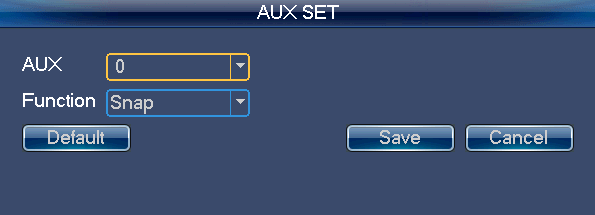 AUX SET
AUX 0
Function Snap
Default Save Cancel